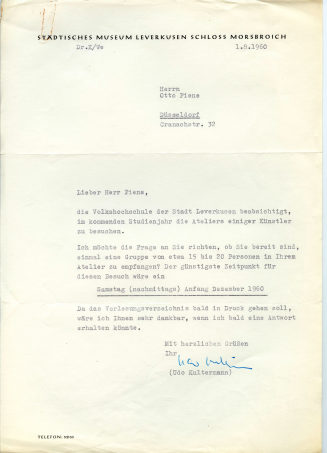 STÄDTISCHES MUSEUM LEVERKUSEN SCHLOSS MORSBROICH
Dr.K/We 1.8.1960
Herrn
Otto Piene
Düsseldorf
Cranachstr. 32
Lieber Herr Piene,
die Volkshochschule der Stadt Leverkusen beabsichtigt,
im kommenden Studienjahr die Ateliers einiger Künstler
zu besuchen.
Ich möchte die Frage an Sie richten, ob Sie bereit sind,
einmal eine Gruppe von etwa 15 bis 20 Personen in Ihrem
Atelier zu empfangen? Der günstigste Zeitpunkt für
diesen Besuch wäre ein
Samstag (nachmittags) Anfang Dezember 1960
Da das Vorlesungsverzeichnis bald in Druck gehen soll,
wäre ich Ihnen sehr dankbar, wenn ich bald eine Antwort
erhalten könnte.
Mit herzlichen Grüßen
Ihr
(Udo Kultermann)
TELEFON: